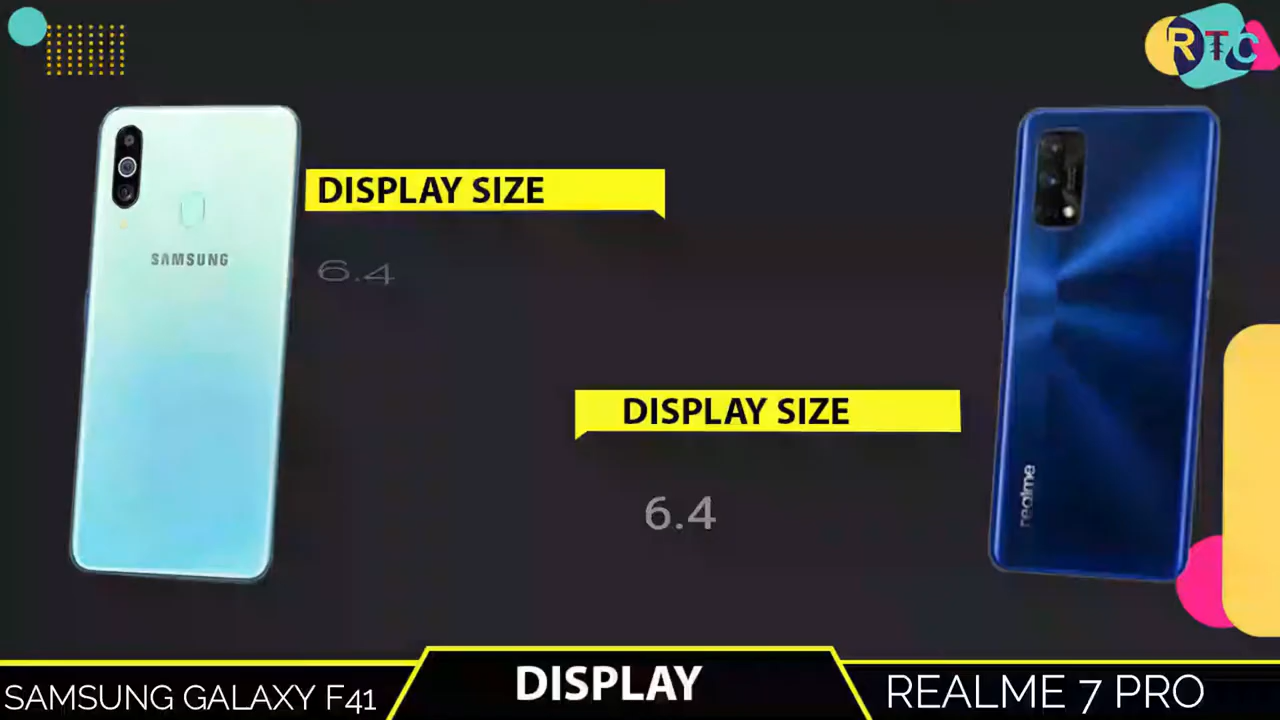 RTC
DISPLAY SIZE
SAMSUNG
6.4
DISPLAY SIZE
6.4
realme
DISPLAY
SAMSUNG GALAXY F41
REALME 7 PRO